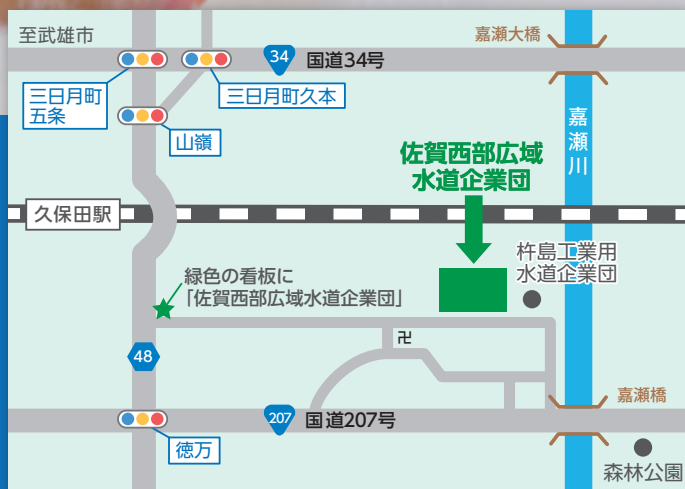 至武雄市
嘉瀬大橋
34
国道34号
三日月町
五条
三日月町久本
山嶺
嘉瀬川
佐賀西部広域
水道企業団
久保田駅
杵島工業用
水道企業団
緑色の看板に
「佐賀西部広域水道企業団」
卍
48
嘉瀬橋
207
国道207号
徳万
森林公園